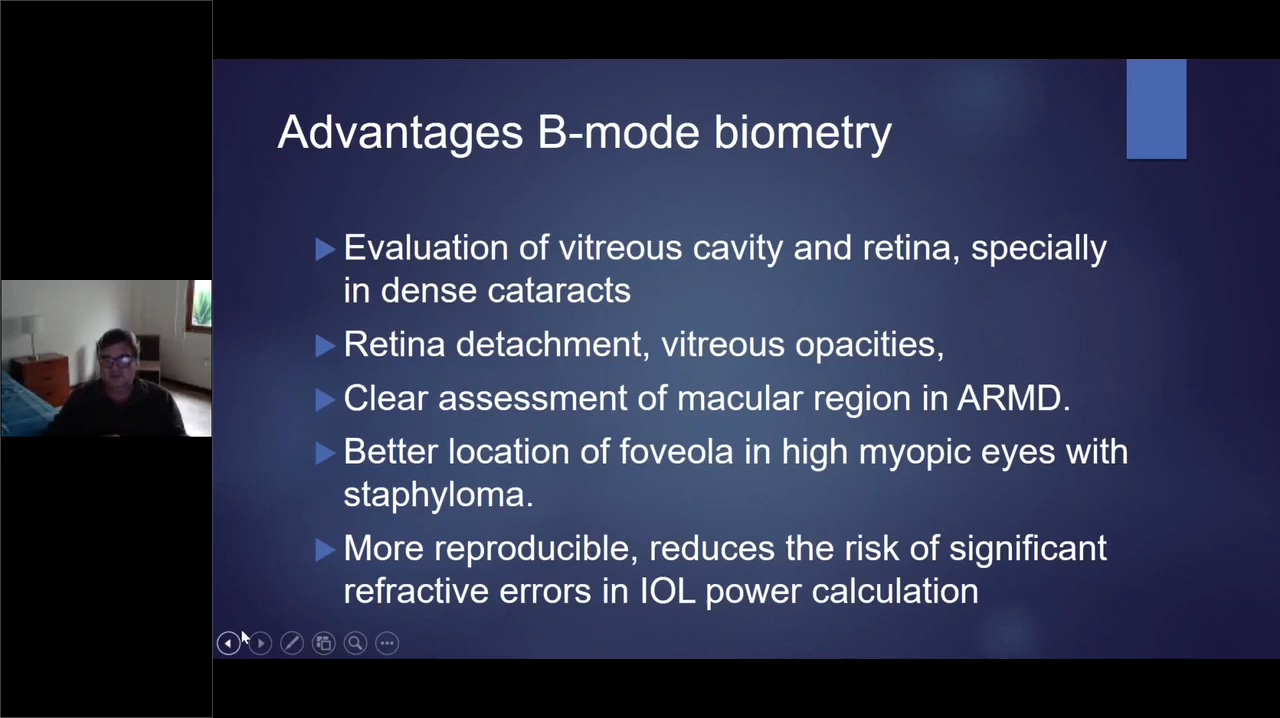 Advantages B-mode biometry
Evaluation of vitreous cavity and retina, specially
in dense cataracts
Retina detachment, vitreous opacities,
Clear assessment of macular region in ARMD.
Better location of foveola in high myopic eyes with
staphyloma.
More reproducible, reduces the risk of significant
refractive errors in IOL power calculation